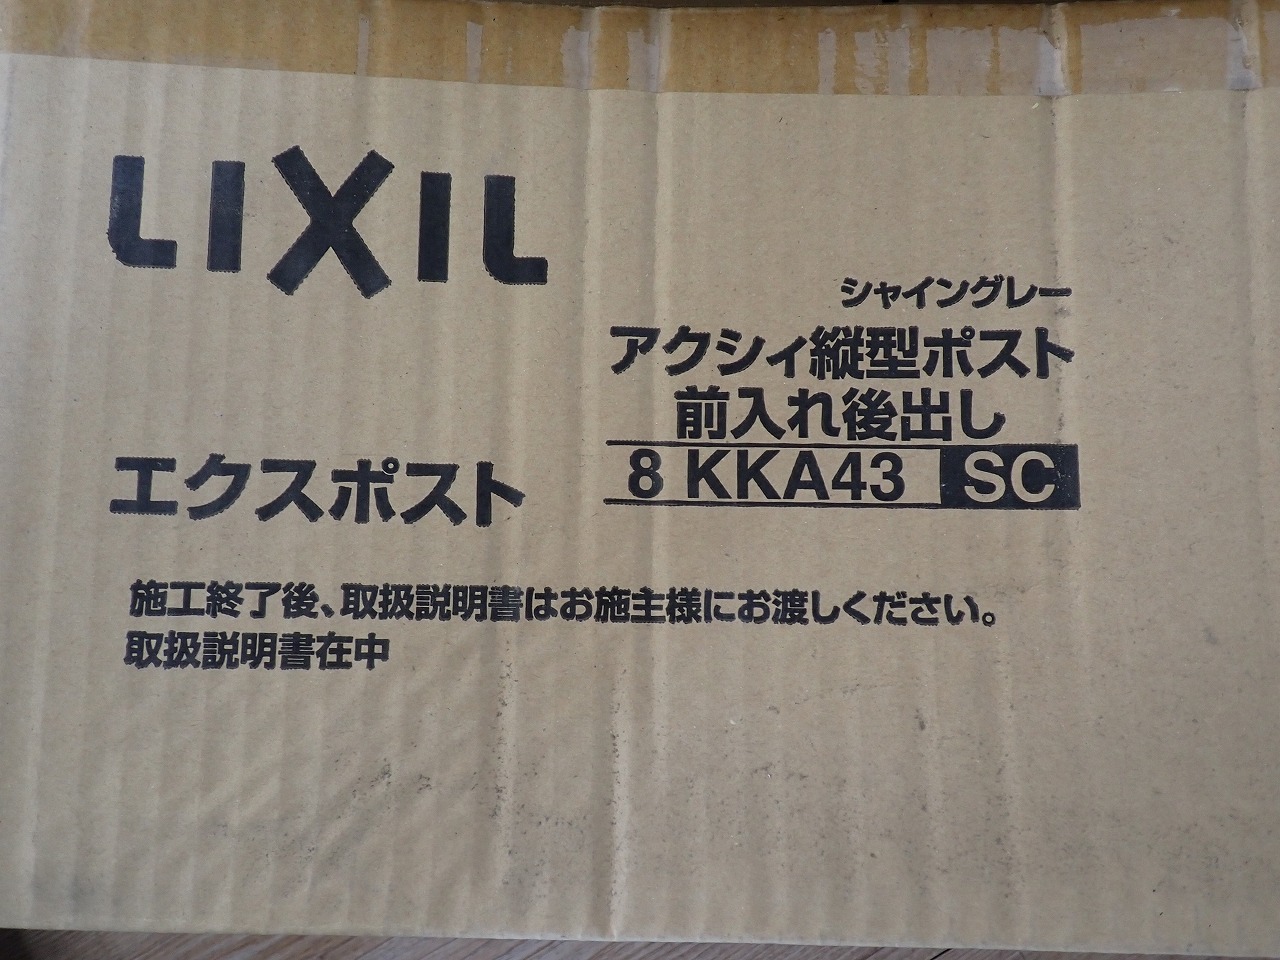 LIXIL
シャイングレー
アクシィ縦型ポスト
前入れ後出し
8 KKA43 SC
エクスポスト
施工終了後、取扱説明書はお施主様にお渡しください。
取扱説明書在中